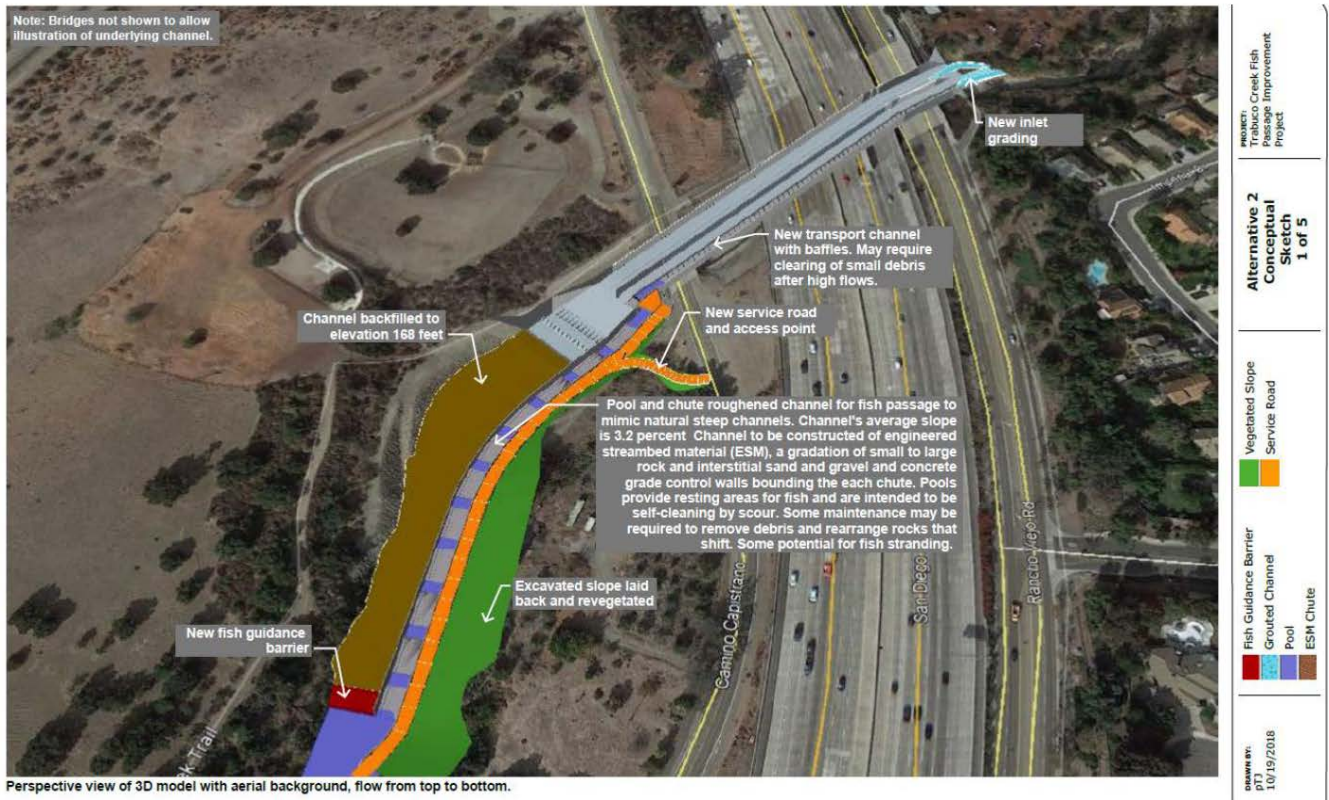 Note: Bridges not shown to allow
illustration of underlying channel.
New inlet
grading
New transport channel
with baffles. May require
clearing of small debris
after high flows.
Channel backfilled to
elevation 168 feet
New service road
and access point
Pool and chute roughened channel for fish passage to
mimic natural steep channels. Channel's average slope
is 3.2 percent Channel to be constructed of engineered
streambed material (ESM), a gradation of small to large
rock and interstitial sand and gravel and concrete
grade control walls bounding the each chute. Pools
provide resting areas for fish and are intended to be
self-cleaning by scour. Some maintenance may be
required to remove debris and rearrange rocks that
shift. Some potential for fish stranding.
Excavated slope laid
back and revegetated
New fish guidance
barrier
Camino Capistrano
San Diego
Rancho Viejo Rd
Trail
Perspective view of 3D model with aerial background, flow from top to bottom.
PROJECT:
Trabuco Creek Fish
Passage Improvement
Project
Alternative 2
Conceptual
Sketch
1 of 5
Vegetated Slope
Service Road
Fish Guidance Barrier
Grouted Channel
Pool
ESM Chute
DRAWN BY:
10/19/2018